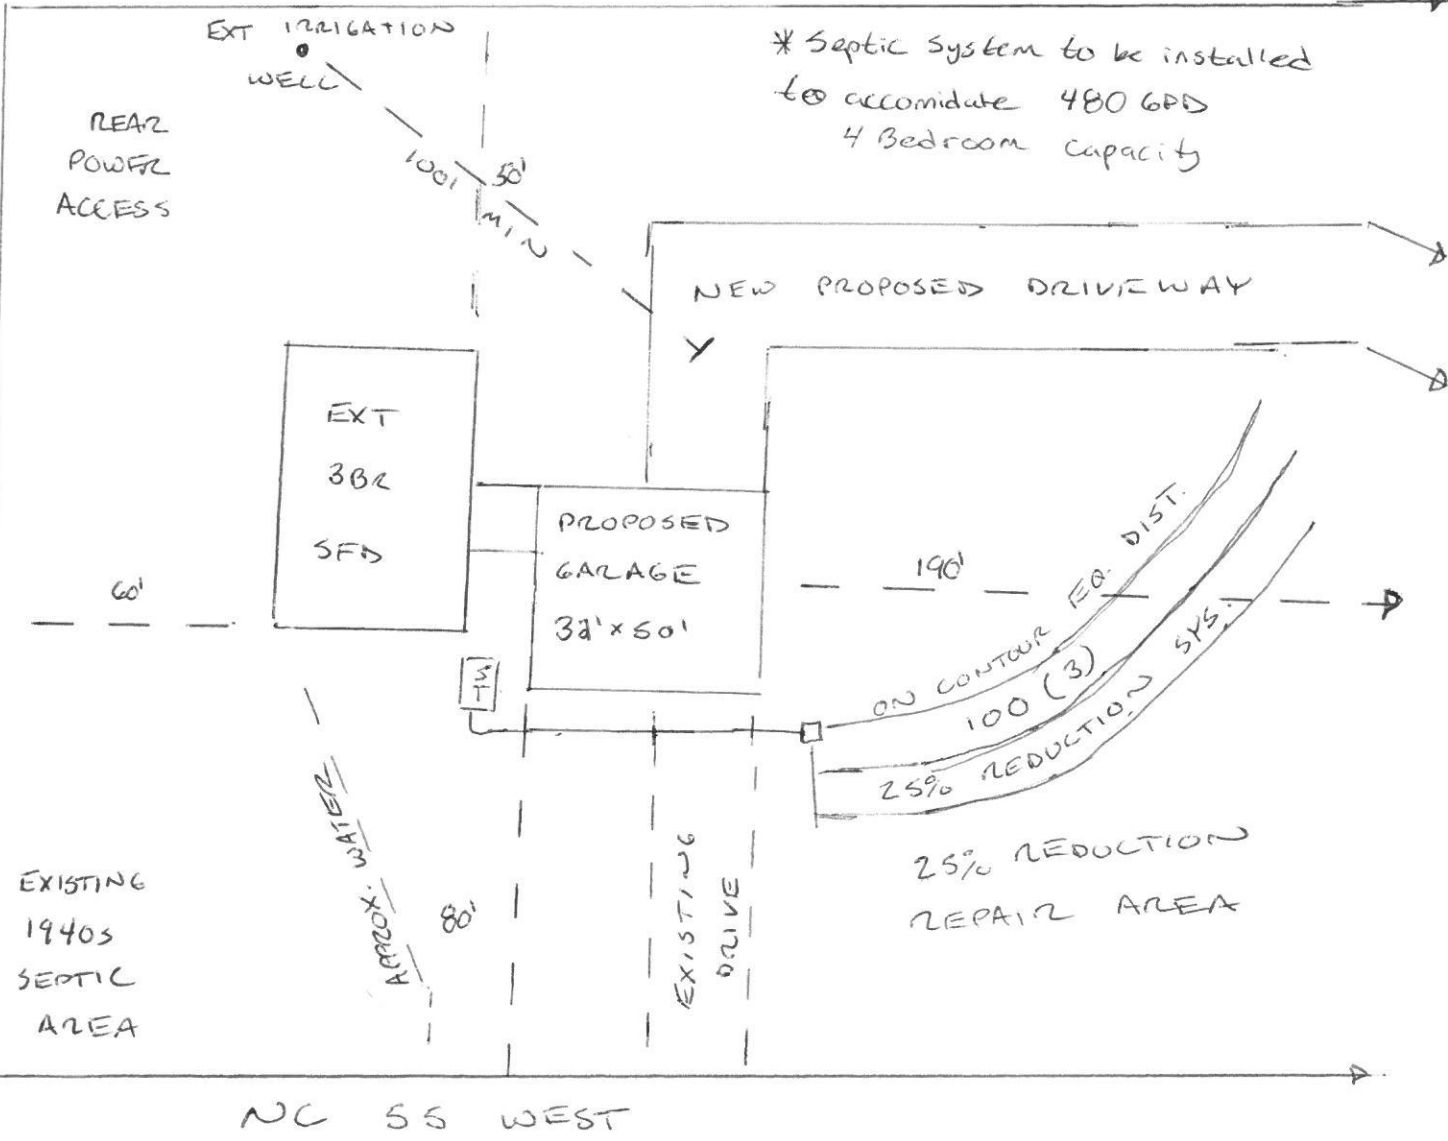 EXT IRRIGATION
WELL
* Septic System to be installed
to accomidate 480 GPD
4 Bedroom Capacity
REAR
POWER
ACCESS
100'
50'
MIN
NEW PROPOSED DRIVEWAY
EXT
3BR
SFD
PROPOSED
GARAGE
32' x 50'
60'
190'
ST
ON CONTOUR EQ. DIST.
100 (3)
25% REDUCTION SYS.
25% REDUCTION
REPAIR AREA
APPROX. WATER
80'
EXISTING
DRIVE
EXISTING
1940s
SEPTIC
AREA
NC 55 WEST